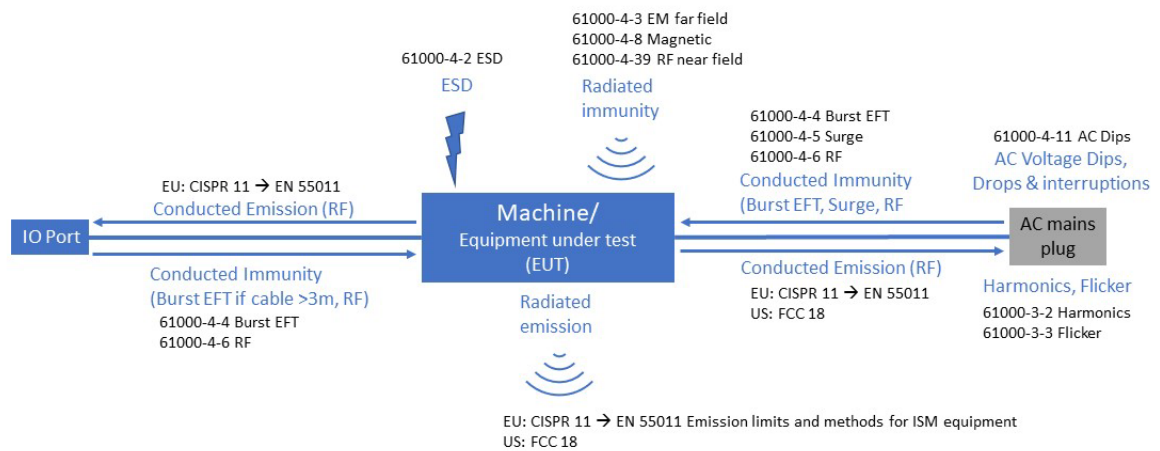 61000-4-3 EM far field
61000-4-8 Magnetic
61000-4-39 RF near field
Radiated
immunity
61000-4-2 ESD
ESD
61000-4-4 Burst EFT
61000-4-5 Surge
61000-4-6 RF
Conducted Immunity
(Burst EFT, Surge, RF
61000-4-11 AC Dips
AC Voltage Dips,
Drops & interruptions
EU: CISPR 11 → EN 55011
Conducted Emission (RF)
IO Port
Conducted Immunity
(Burst EFT if cable >3m, RF)
61000-4-4 Burst EFT
61000-4-6 RF
Machine/
Equipment under test
(EUT)
AC mains
plug
Conducted Emission (RF)
EU: CISPR 11 → EN 55011
US: FCC 18
Harmonics, Flicker
61000-3-2 Harmonics
61000-3-3 Flicker
Radiated
emission
EU: CISPR 11 → EN 55011 Emission limits and methods for ISM equipment
US: FCC 18